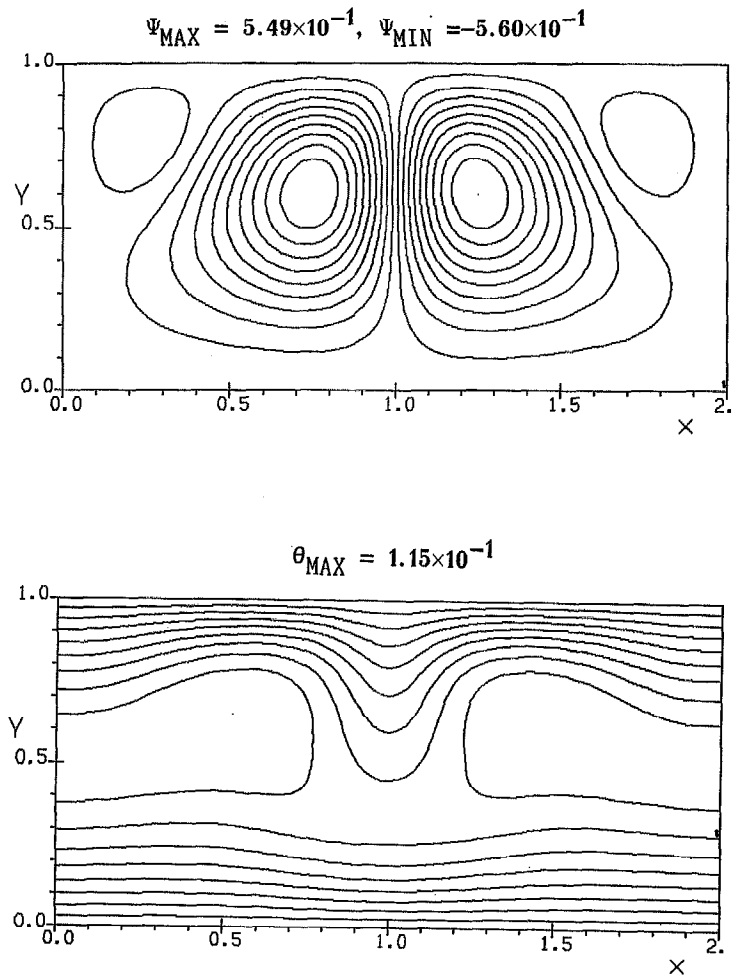 Ψ_MAX = 5.49×10⁻¹, Ψ_MIN =-5.60×10⁻¹
1.0
Y
0.5
0.0
0.0 0.5 1.0 1.5 2.
X
θ_MAX = 1.15×10⁻¹
1.0
Y
0.5
0.0
0.0 0.5 1.0 1.5 2.0
X